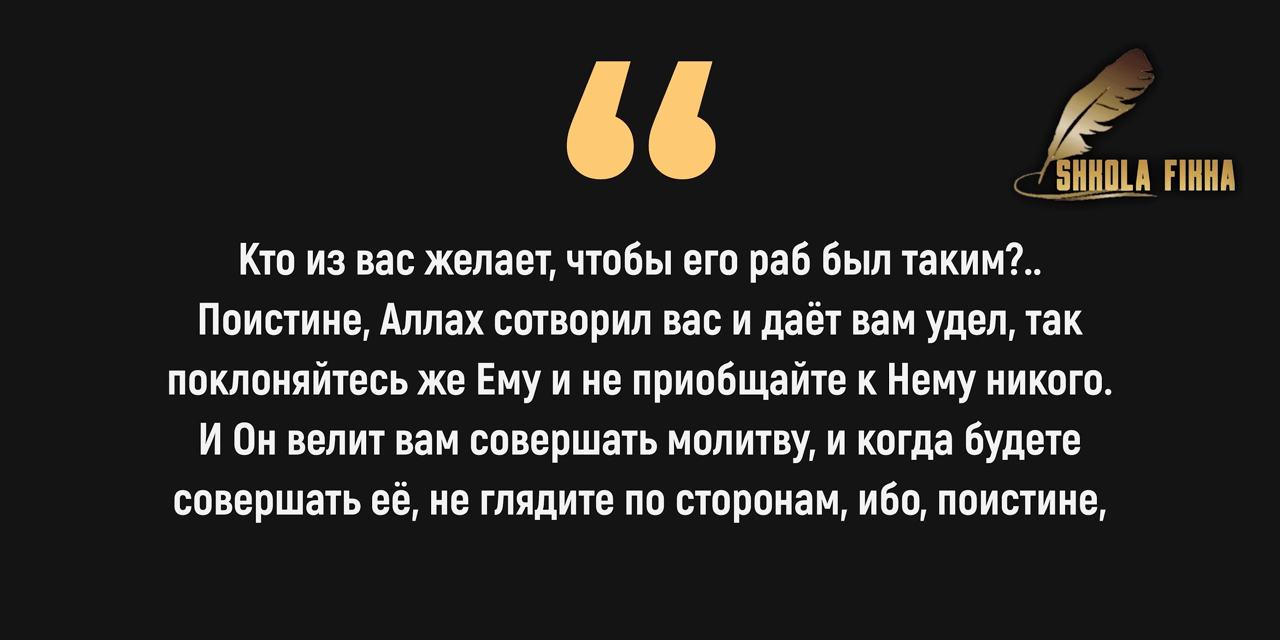 SHKOLA FIKHA
Кто из вас желает, чтобы его раб был таким?..
Поистине, Аллах сотворил вас и даёт вам удел, так
поклоняйтесь же Ему и не приобщайте к Нему никого.
И Он велит вам совершать молитву, и когда будете
совершать её, не глядите по сторонам, ибо, поистине,